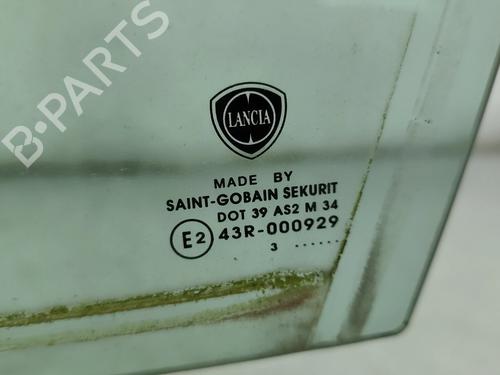 B-PARTS
LANCIA
MADE BY
SAINT-GOBAIN SEKURIT
DOT 39 AS2 M 34
E2 43R-000929
3 ......